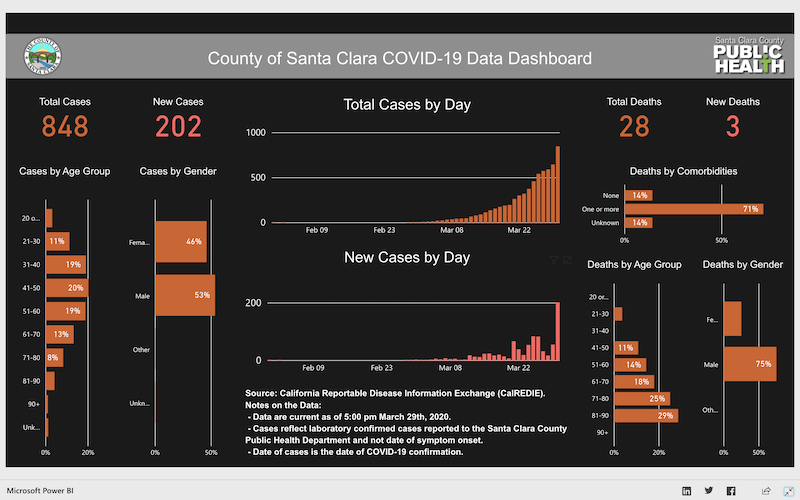 THE COUNTY OF
SANTA CLARA
County of Santa Clara COVID-19 Data Dashboard
Santa Clara County
PUBLIC
HEALTH
Total Cases
848
New Cases
202
Cases by Age Group
20 o...
21-30
11%
31-40
19%
41-50
20%
51-60
19%
61-70
13%
71-80
8%
81-90
90+
Unk...
0%
20%
Cases by Gender
Fema...
46%
Male
53%
Other
Unkn...
Total Cases by Day
1000
500
0
Feb 09
Feb 23
Mar 08
Mar 22
New Cases by Day
200
0
Feb 09
Feb 23
Mar 08
Mar 22
Source: California Reportable Disease Information Exchange (CalREDIE).
Notes on the Data:
- Data are current as of 5:00 pm March 29th, 2020.
- Cases reflect laboratory confirmed cases reported to the Santa Clara County
Public Health Department and not date of symptom onset.
- Date of cases is the date of COVID-19 confirmation.
Total Deaths
28
New Deaths
3
Deaths by Comorbidities
None
14%
One or more
71%
Unknown
14%
0%
50%
Deaths by Age Group
20 or...
21-30
31-40
41-50
11%
51-60
14%
61-70
18%
71-80
25%
81-90
29%
90+
0%
20%
Deaths by Gender
Fe...
Male
75%
Oth...
0%
50%
Microsoft Power BI